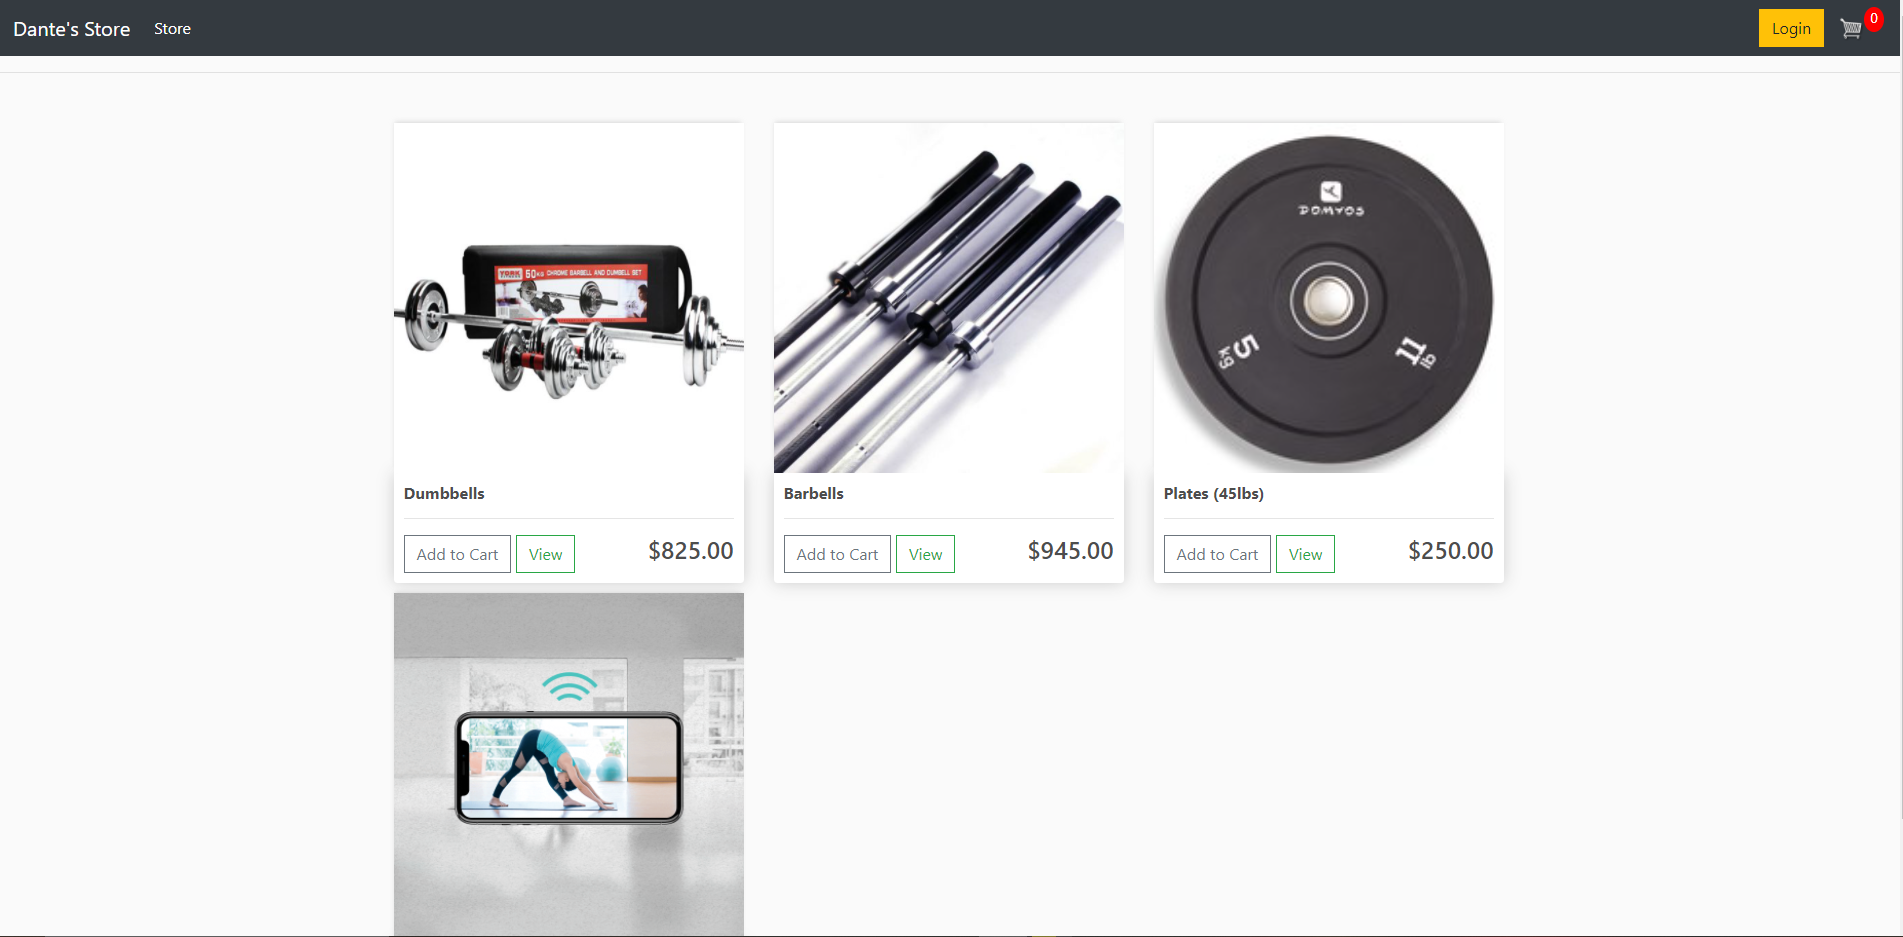 Dante's Store Store Login 0
YORK FITNESS 50KG CHROME BARBELL AND DUMBELL SET
DOMYOS
5 kg 11 lb
Dumbbells
Add to Cart View $825.00
Barbells
Add to Cart View $945.00
Plates (45lbs)
Add to Cart View $250.00